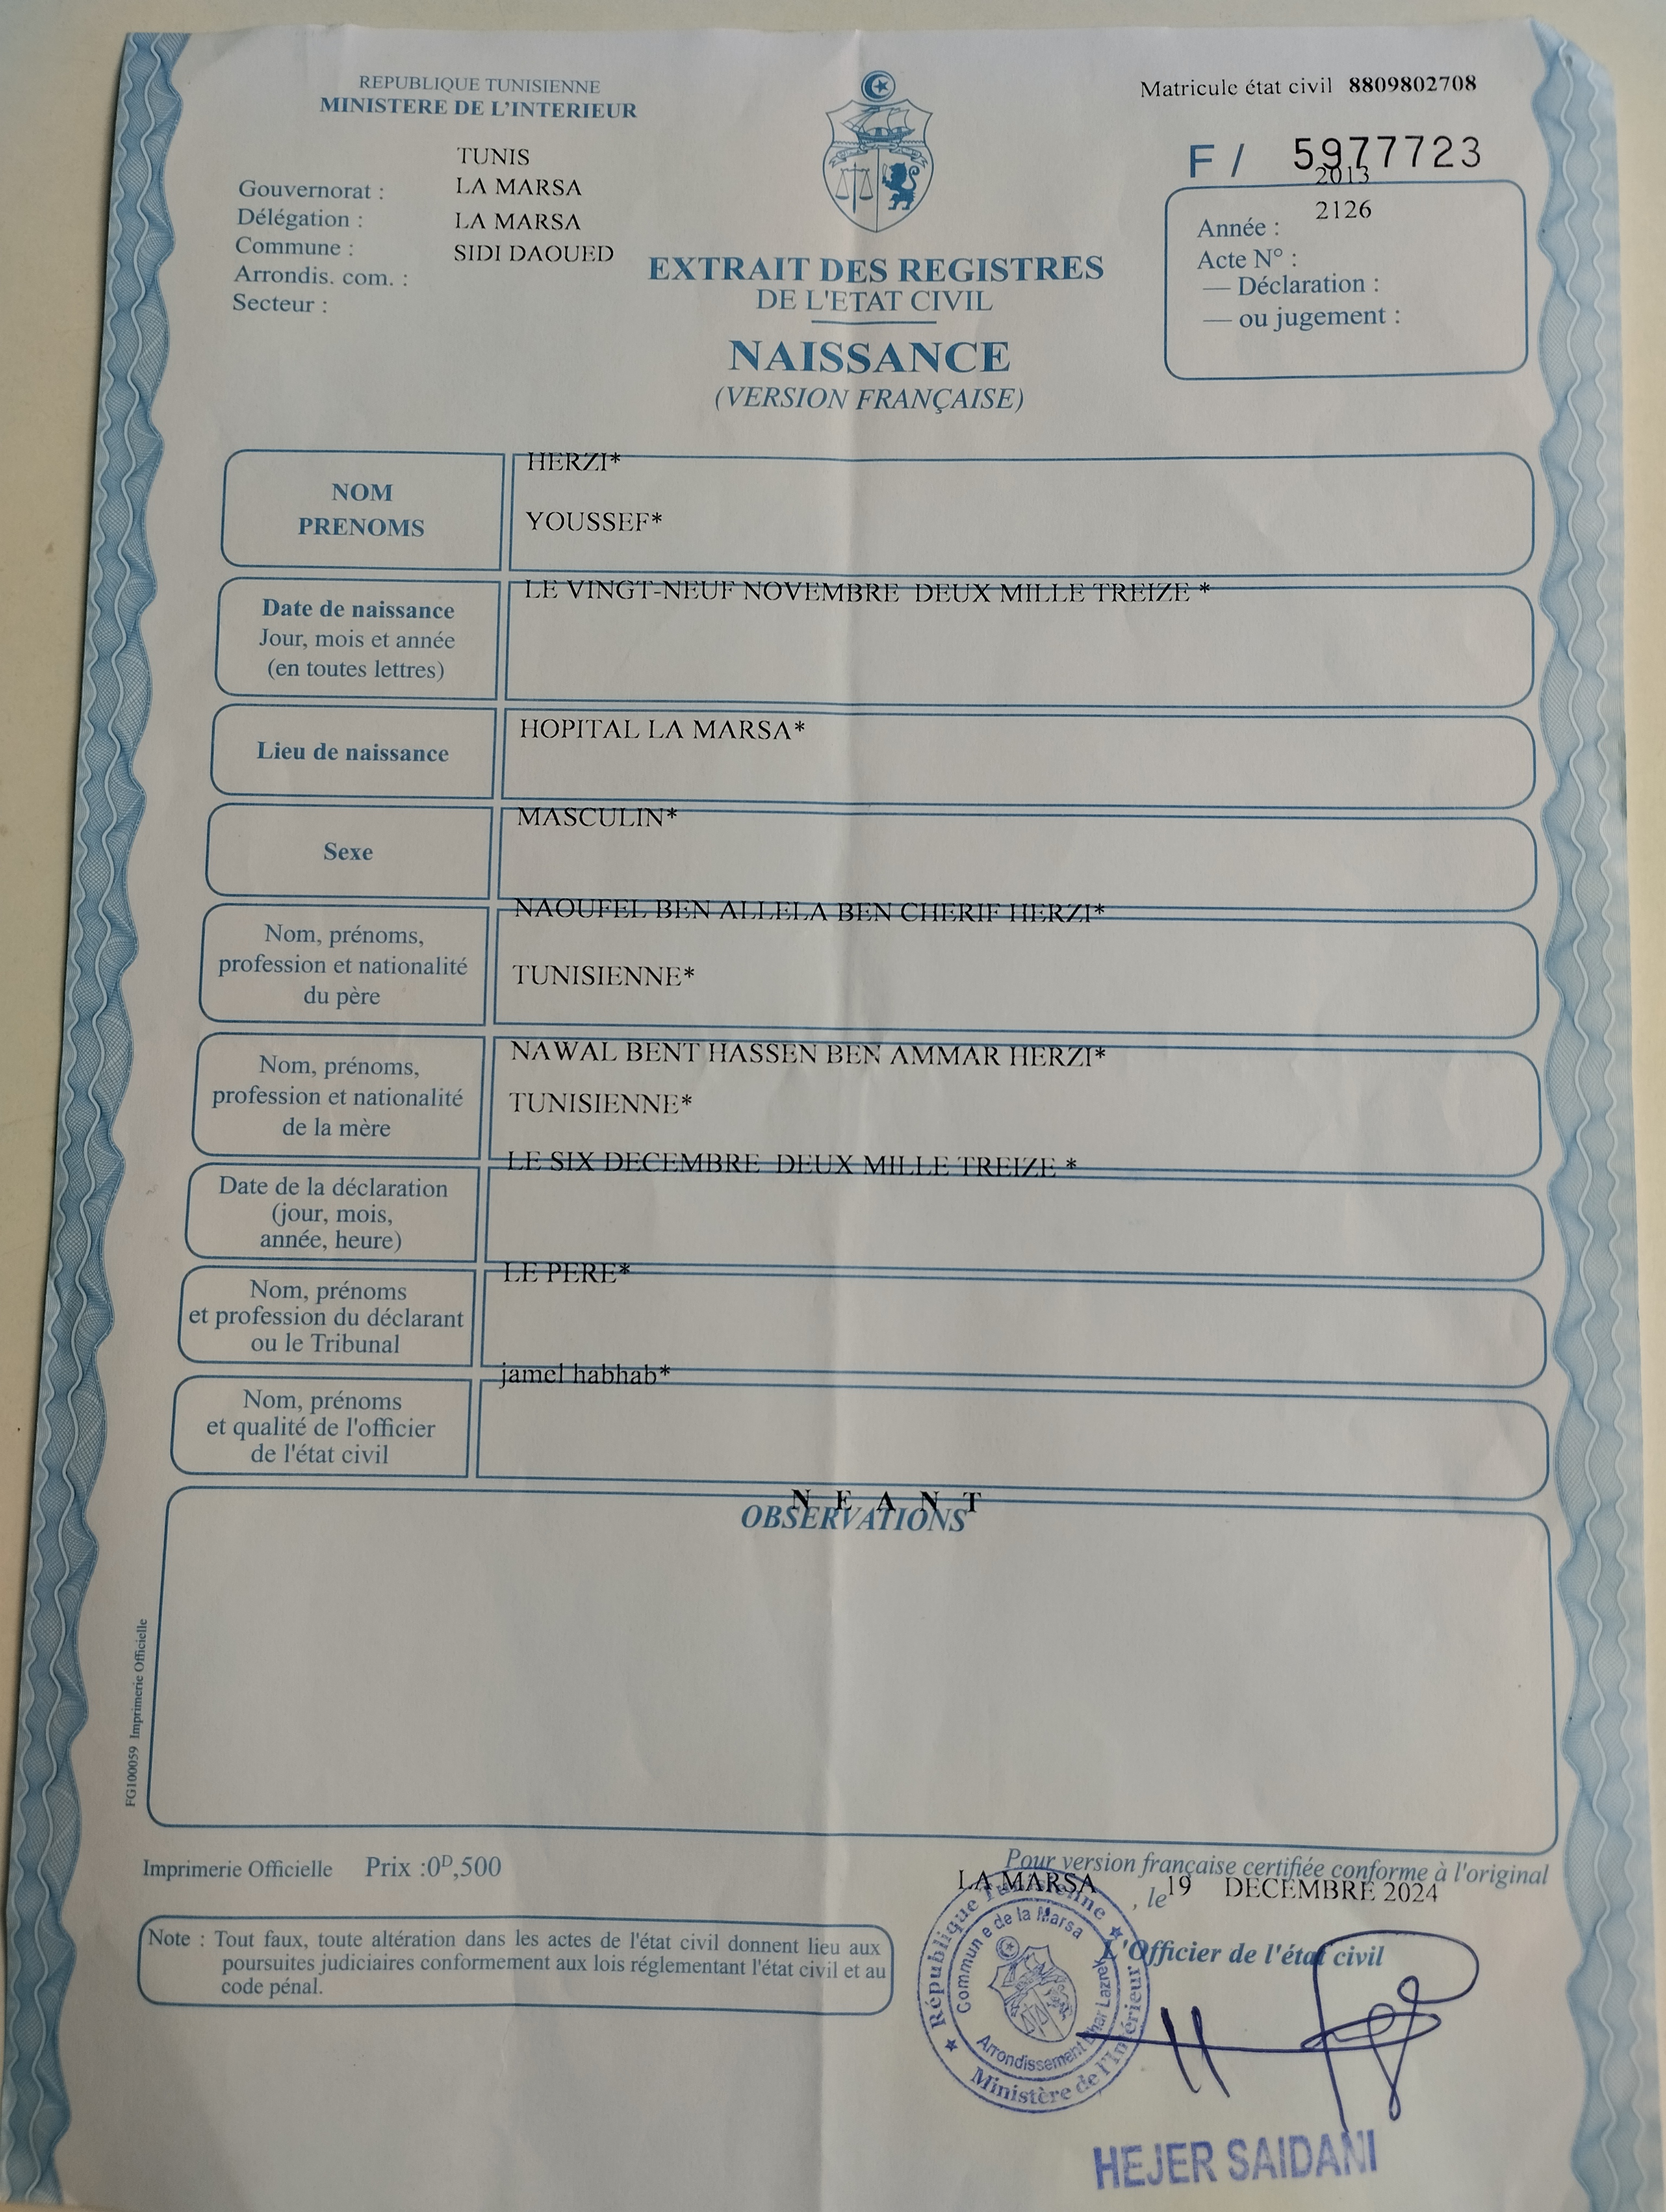 REPUBLIQUE TUNISIENNE
MINISTERE DE L'INTERIEUR
Matricule état civil 8809802708
F / 5977723
TUNIS
Gouvernorat : LA MARSA
Délégation : LA MARSA
Commune : SIDI DAOUED
Arrondis. com. :
Secteur :
2013
2126
Année :
Acte N° :
— Déclaration :
— ou jugement :
EXTRAIT DES REGISTRES
DE L'ETAT CIVIL
NAISSANCE
(VERSION FRANÇAISE)
NOM
PRENOMS
HERZI*
YOUSSEF*
Date de naissance
Jour, mois et année
(en toutes lettres)
LE VINGT-NEUF NOVEMBRE DEUX MILLE TREIZE *
Lieu de naissance
HOPITAL LA MARSA*
Sexe
MASCULIN*
Nom, prénoms,
profession et nationalité
du père
NAOUFEL BEN ALLELA BEN CHERIF HERZI*
TUNISIENNE*
Nom, prénoms,
profession et nationalité
de la mère
NAWAL BENT HASSEN BEN AMMAR HERZI*
TUNISIENNE*
Date de la déclaration
(jour, mois,
année, heure)
LE SIX DECEMBRE DEUX MILLE TREIZE *
Nom, prénoms
et profession du déclarant
ou le Tribunal
LE PERE*
Nom, prénoms
et qualité de l'officier
de l'état civil
jamel habhab*
N E A N T
OBSERVATIONS
FG100059 Imprimerie Officielle
Imprimerie Officielle Prix :0D,500
Pour version française certifiée conforme à l'original
LA MARSA , le 19 DECEMBRE 2024
L'Officier de l'état civil
Note : Tout faux, toute altération dans les actes de l'état civil donnent lieu aux
poursuites judiciaires conformement aux lois réglementant l'état civil et au
code pénal.
République Tunisienne
Commune de la Marsa
Arrondissement Bhar Lazrek
Ministère de l'Intérieur
HEJER SAIDANI